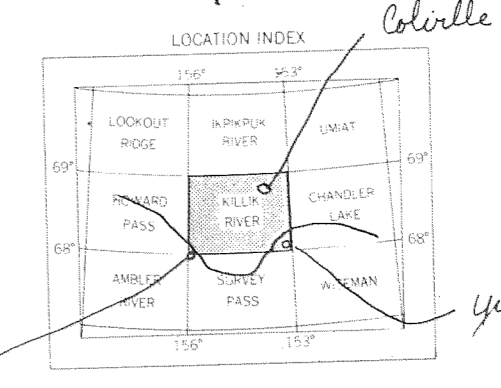 Colville
LOCATION INDEX
156° 153°
LOOKOUT RIDGE
IKPIKPUK RIVER
UMIAT
69° 69°
HOWARD PASS
KILLIK RIVER
CHANDLER LAKE
68° 68°
AMBLER RIVER
SURVEY PASS
WISEMAN
156° 153°